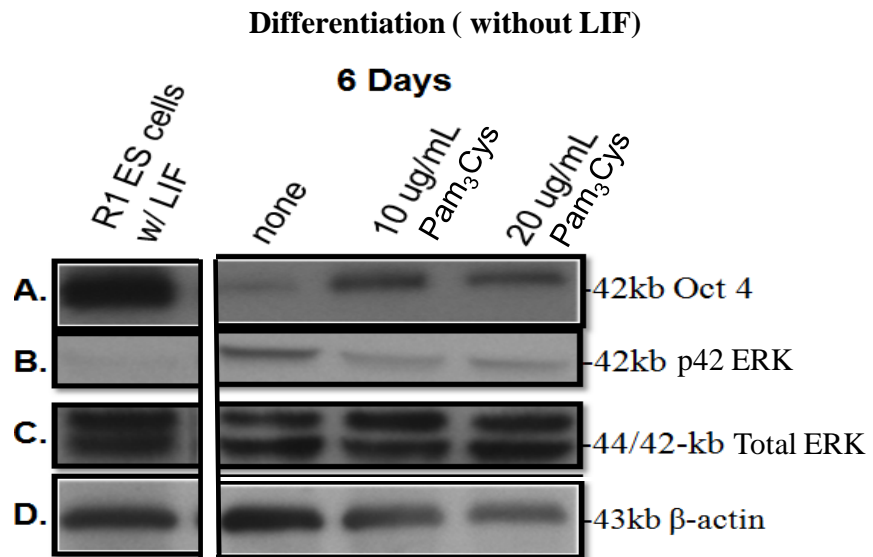 Differentiation ( without LIF)
6 Days
R1 ES cells
w/ LIF
none
10 ug/mL
Pam₃Cys
20 ug/mL
Pam₃Cys
A.
-42kb Oct 4
B.
-42kb p42 ERK
C.
-44/42-kb Total ERK
D.
-43kb β-actin